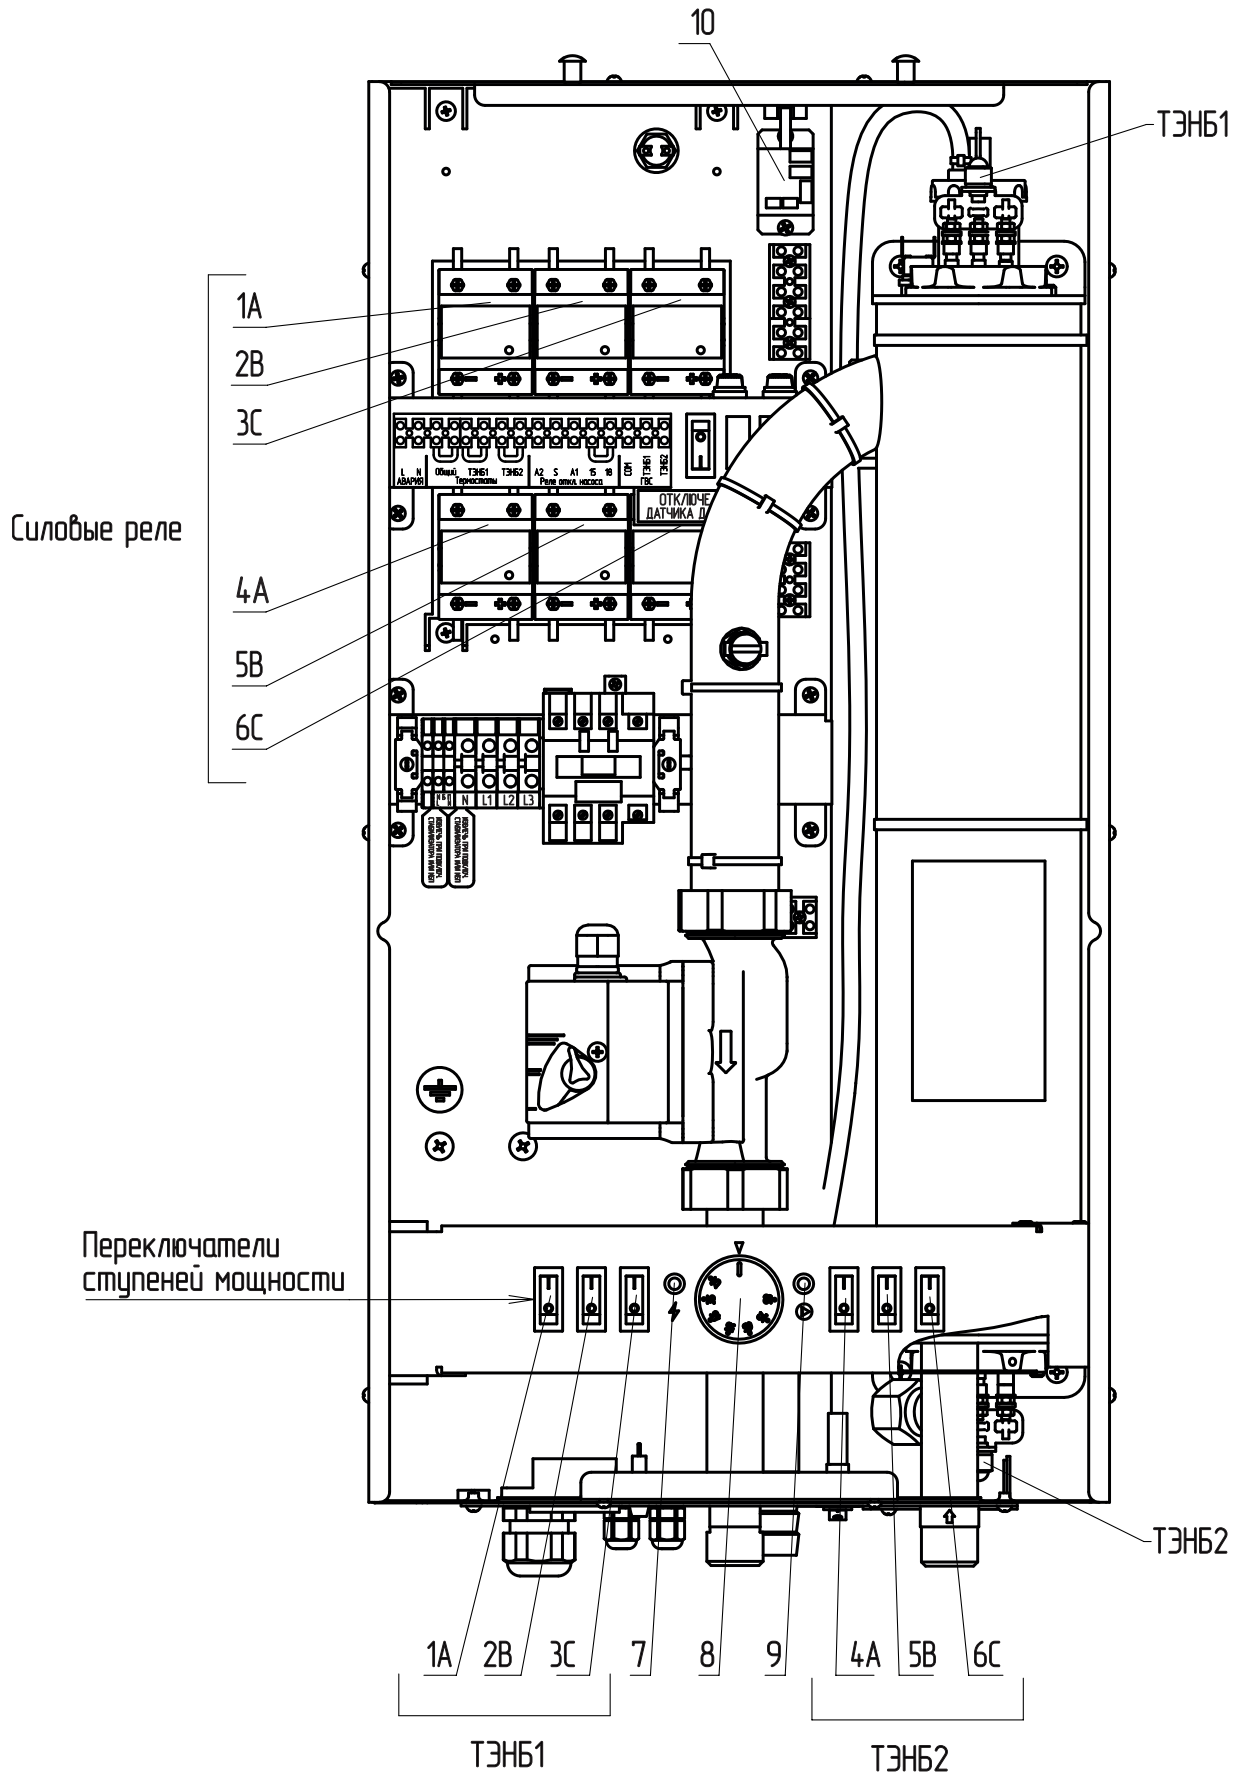 10
ТЭНБ1
1А
2В
3С
L N Общий ТЭНБ1 ТЭНБ2 А2 S А1 15 18 COM ТЭНБ1 ТЭНБ2
АВАРИЯ Термостаты Реле откл. насоса ГВС
ОТКЛЮЧЕ
ДАТЧИКА Д
Силовые реле
4А
5В
6С
N L1 L2 L3
Переключатели
ступеней мощности
ТЭНБ2
1А 2В 3С 7 8 9 4А 5В 6С
ТЭНБ1 ТЭНБ2